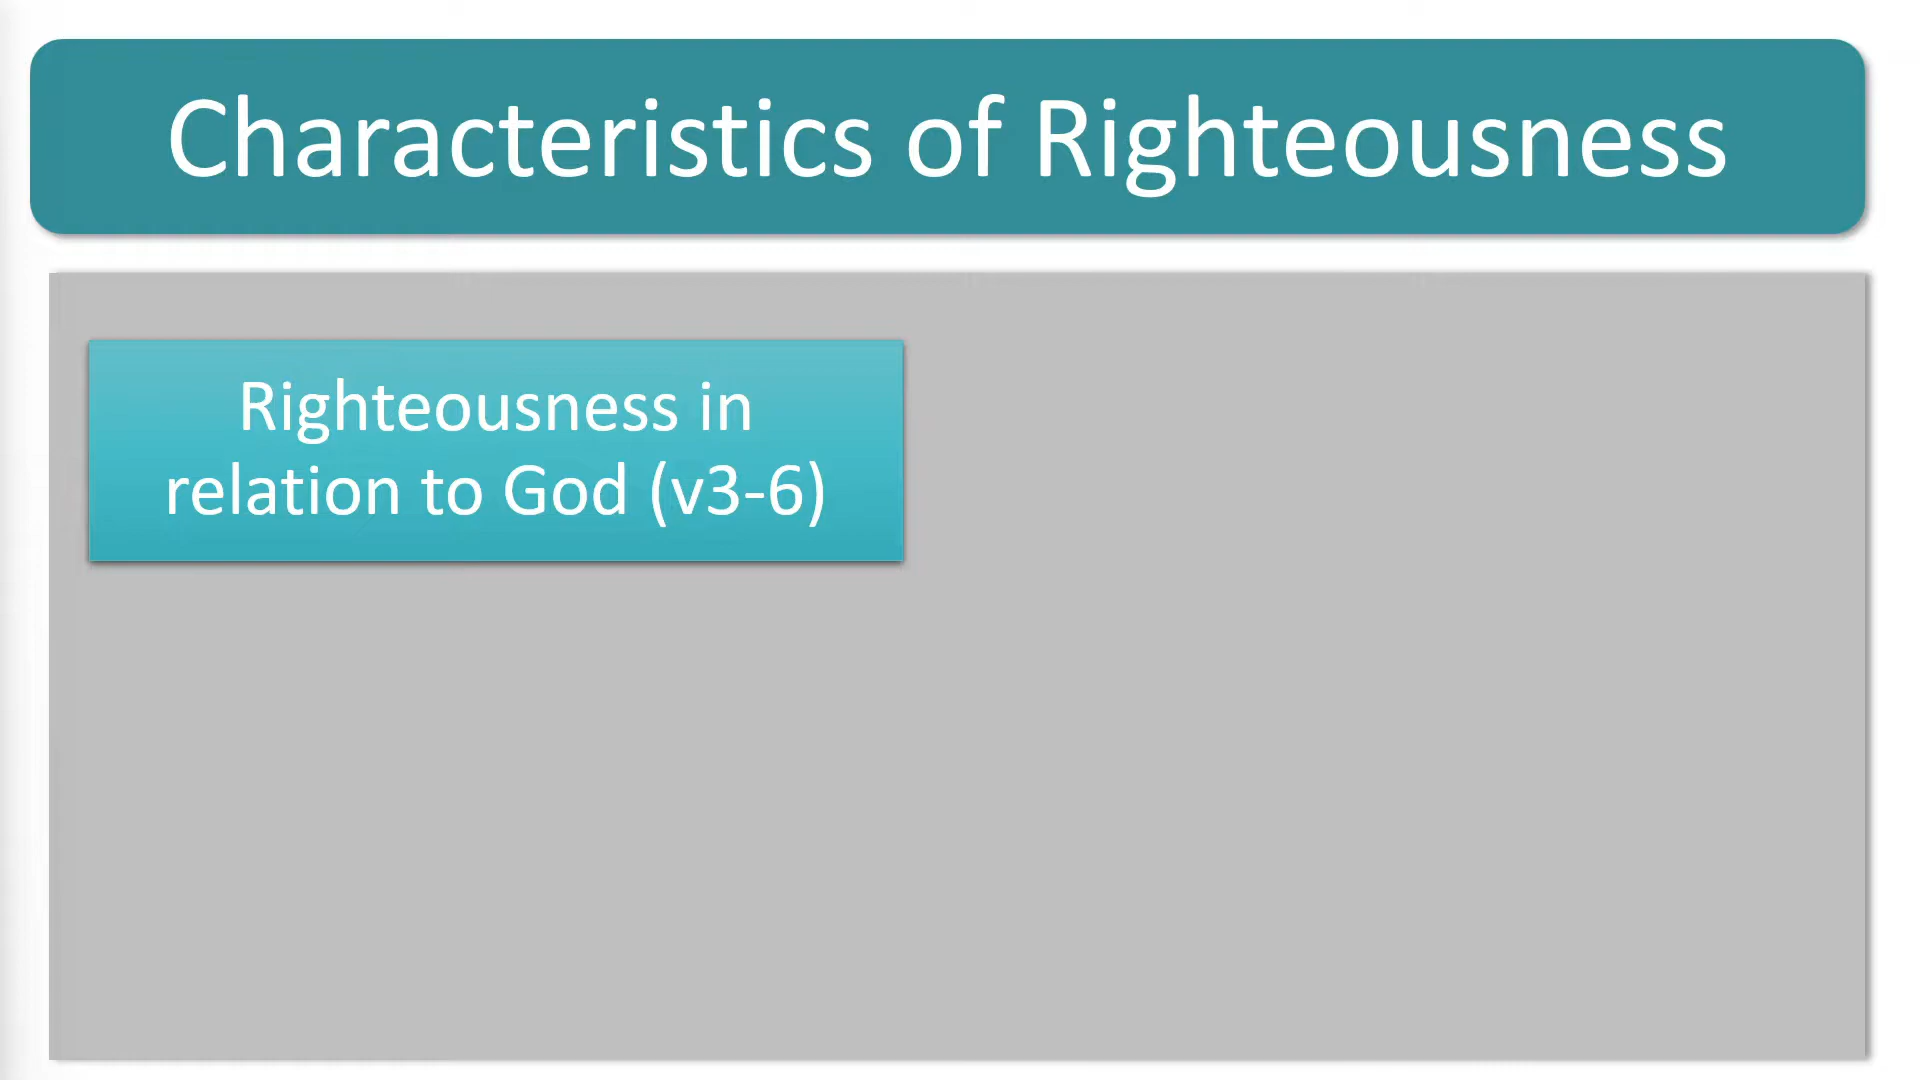 Characteristics of Righteousness
Righteousness in
relation to God (v3-6)